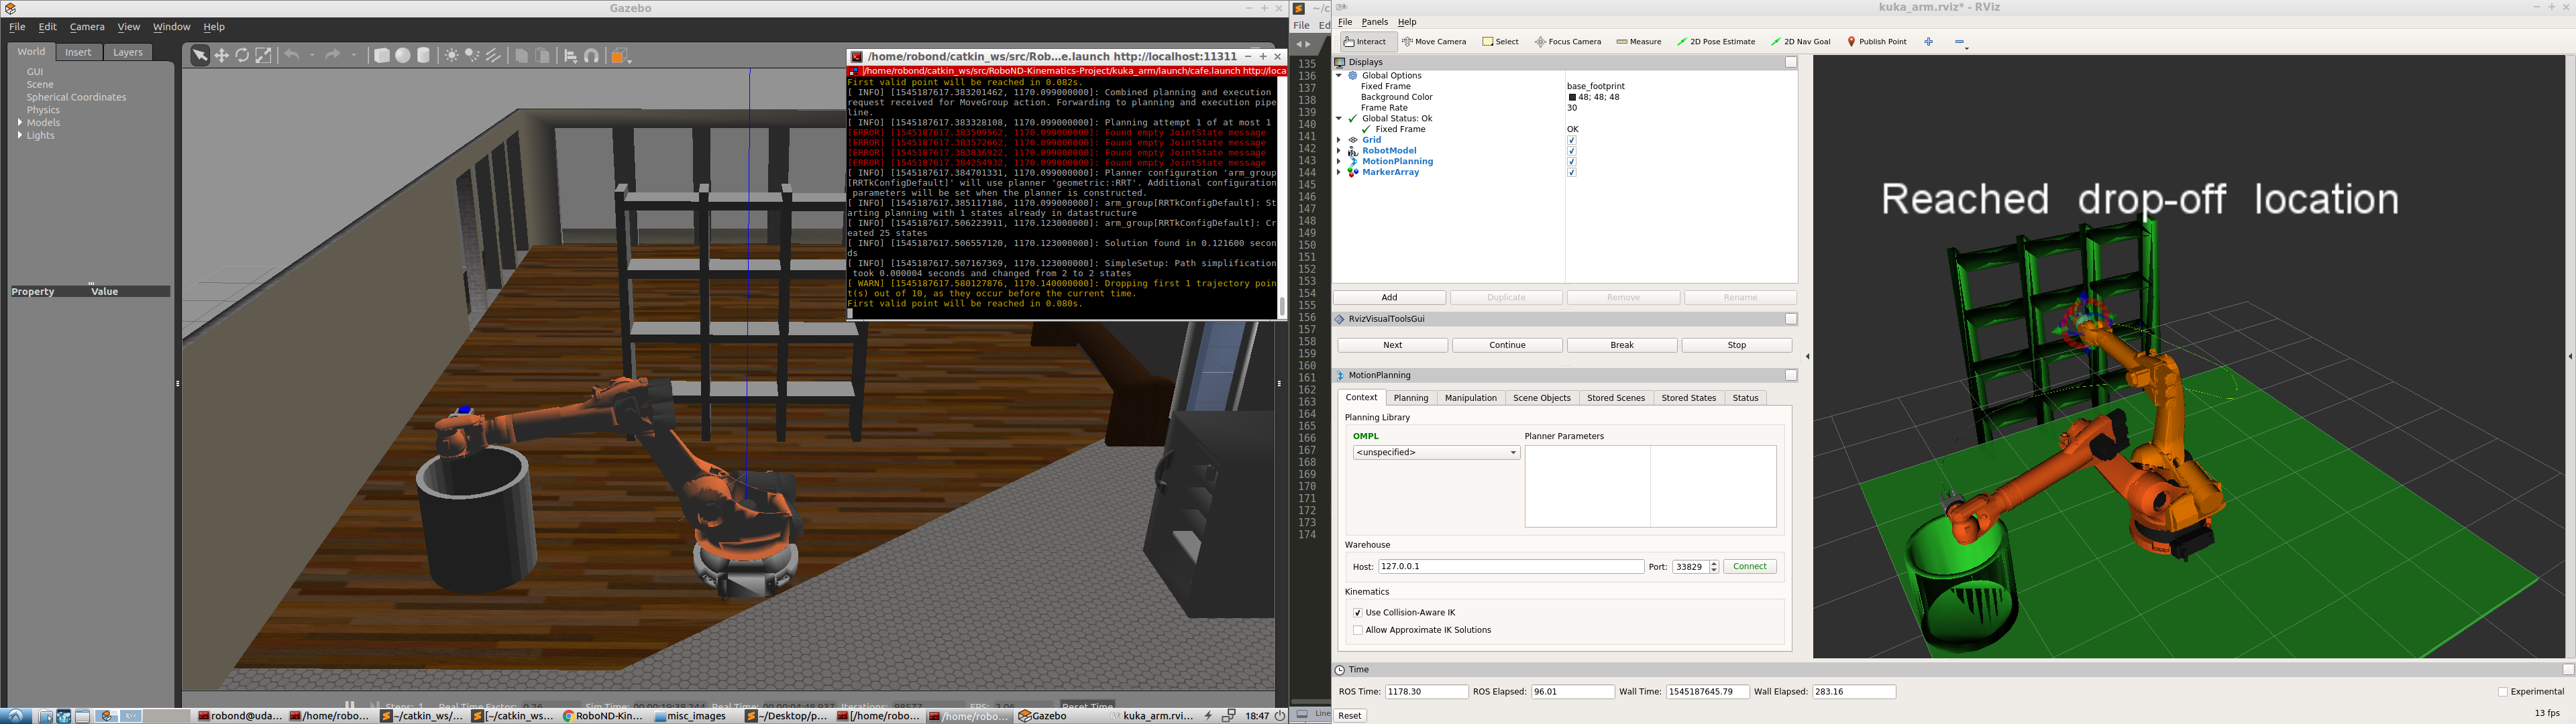 Gazebo
File Edit Camera View Window Help
World Insert Layers
GUI
Scene
Spherical Coordinates
Physics
Models
Lights
Property Value
/home/robond/catkin_ws/src/Rob...e.launch http://localhost:11311
/home/robond/catkin_ws/src/RoboND-Kinematics-Project/kuka_arm/launch/cafe.launch http://loca
First valid point will be reached in 0.082s.
[ INFO] [1545187617.383201462, 1170.099000000]: Combined planning and execution
request received for MoveGroup action. Forwarding to planning and execution pipe
line.
[ INFO] [1545187617.383328108, 1170.099000000]: Planning attempt 1 of at most 1
[ERROR] [1545187617.383509562, 1170.099000000]: Found empty JointState message
[ERROR] [1545187617.383572662, 1170.099000000]: Found empty JointState message
[ERROR] [1545187617.383836922, 1170.099000000]: Found empty JointState message
[ERROR] [1545187617.384254932, 1170.099000000]: Found empty JointState message
[ INFO] [1545187617.384701331, 1170.099000000]: Planner configuration 'arm_group
[RRTkConfigDefault]' will use planner 'geometric::RRT'. Additional configuration
parameters will be set when the planner is constructed.
[ INFO] [1545187617.385117186, 1170.099000000]: arm_group[RRTkConfigDefault]: St
arting planning with 1 states already in datastructure
[ INFO] [1545187617.506223911, 1170.123000000]: arm_group[RRTkConfigDefault]: Cr
eated 25 states
[ INFO] [1545187617.506557120, 1170.123000000]: Solution found in 0.121600 secon
ds
[ INFO] [1545187617.507167369, 1170.123000000]: SimpleSetup: Path simplification
took 0.000004 seconds and changed from 2 to 2 states
[ WARN] [1545187617.580127876, 1170.140000000]: Dropping first 1 trajectory poin
t(s) out of 10, as they occur before the current time.
First valid point will be reached in 0.080s.
~/c
File Ed
135
136
137
138
139
140
141
142
143
144
145
146
147
148
149
150
151
152
153
154
155
156
157
158
159
160
161
162
163
164
165
166
167
168
169
170
171
172
173
174
Line
kuka_arm.rviz* - RViz
File Panels Help
Interact Move Camera Select Focus Camera Measure 2D Pose Estimate 2D Nav Goal Publish Point
Displays
Global Options
Fixed Frame base_footprint
Background Color 48; 48; 48
Frame Rate 30
Global Status: Ok
Fixed Frame OK
Grid
RobotModel
MotionPlanning
MarkerArray
Add Duplicate Remove Rename
RvizVisualToolsGui
Next Continue Break Stop
MotionPlanning
Context Planning Manipulation Scene Objects Stored Scenes Stored States Status
Planning Library
OMPL Planner Parameters
<unspecified>
Warehouse
Host: 127.0.0.1 Port: 33829 Connect
Kinematics
Use Collision-Aware IK
Allow Approximate IK Solutions
Reached drop-off location
Time
ROS Time: 1178.30 ROS Elapsed: 96.01 Wall Time: 1545187645.79 Wall Elapsed: 283.16 Experimental
Reset 13 fps
robond@uda... /home/robo... ~/catkin_ws/... [~/catkin_ws... RoboND-Kin... misc_images ~/Desktop/p... [/home/robo... /home/robo... Gazebo kuka_arm.rvi... 18:47